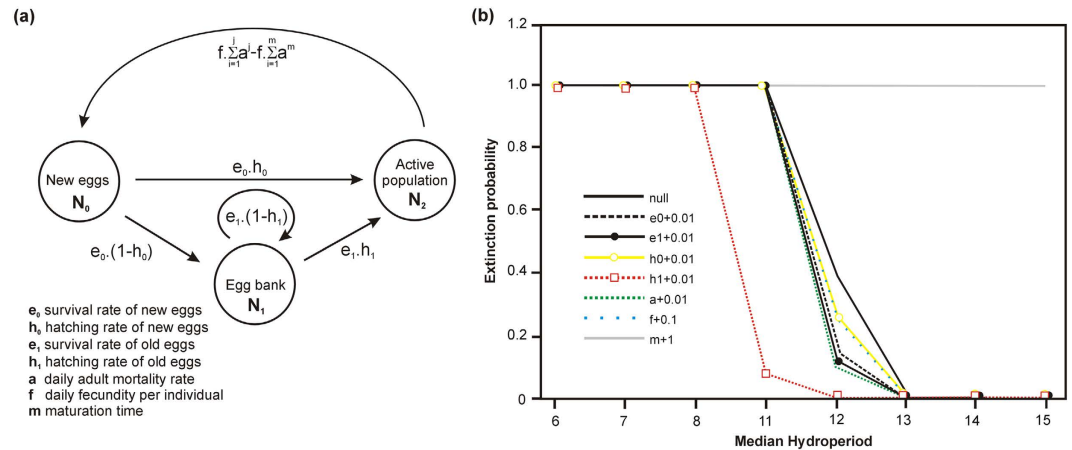 (a)
f.Σaʲ-f.Σaᵐ
j
i=1
m
i=1
New eggs
N₀
e₀.h₀
Active
population
N₂
e₁.(1-h₁)
e₀.(1-h₀)
e₁.h₁
Egg bank
N₁
e₀ survival rate of new eggs
h₀ hatching rate of new eggs
e₁ survival rate of old eggs
h₁ hatching rate of old eggs
a daily adult mortality rate
f daily fecundity per individual
m maturation time
(b)
Extinction probability
1.2
1.0
0.8
0.6
0.4
0.2
0
null
e0+0.01
e1+0.01
h0+0.01
h1+0.01
a+0.01
f+0.1
m+1
6 7 8 11 12 13 14 15
Median Hydroperiod